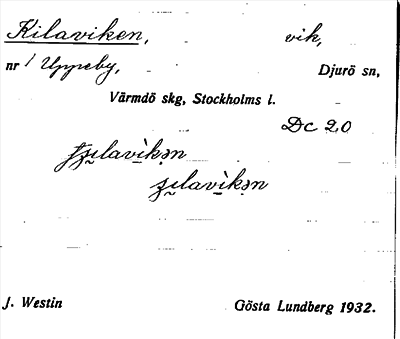 Kilaviken, vik,
nr 1 Uppeby, Djurö sn,
Värmdö skg, Stockholms l.
Dc 20
J. Westin Gösta Lundberg 1932.